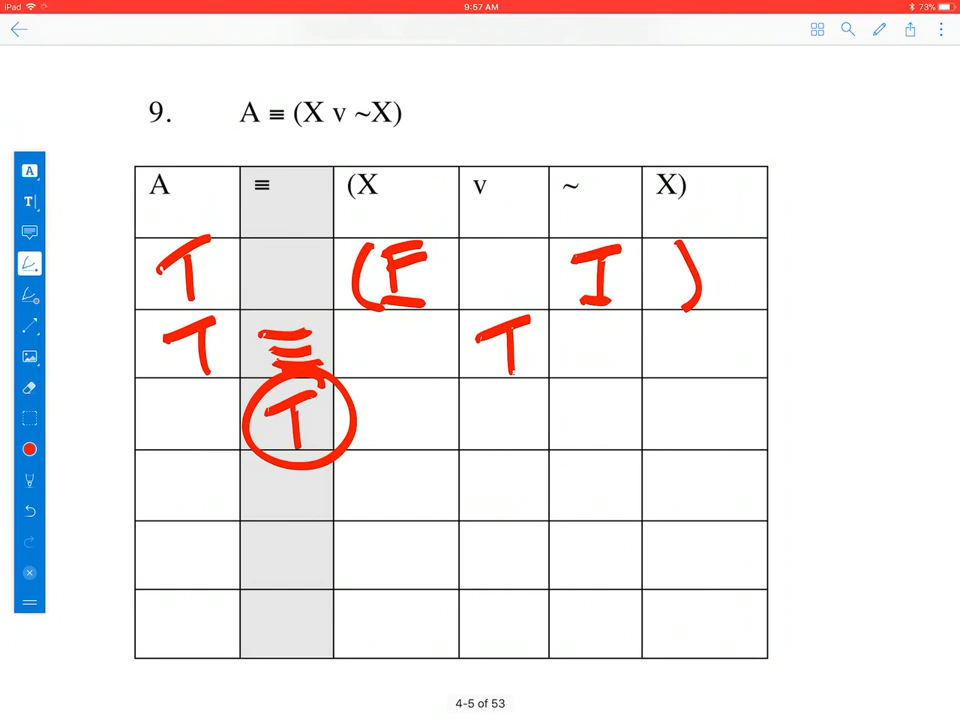 iPad 9:57 AM 73%
9. A ≡ (X v ~X)
A ≡ (X v ~ X)
T (F T )
T ≡ T
T
A
T
4-5 of 53